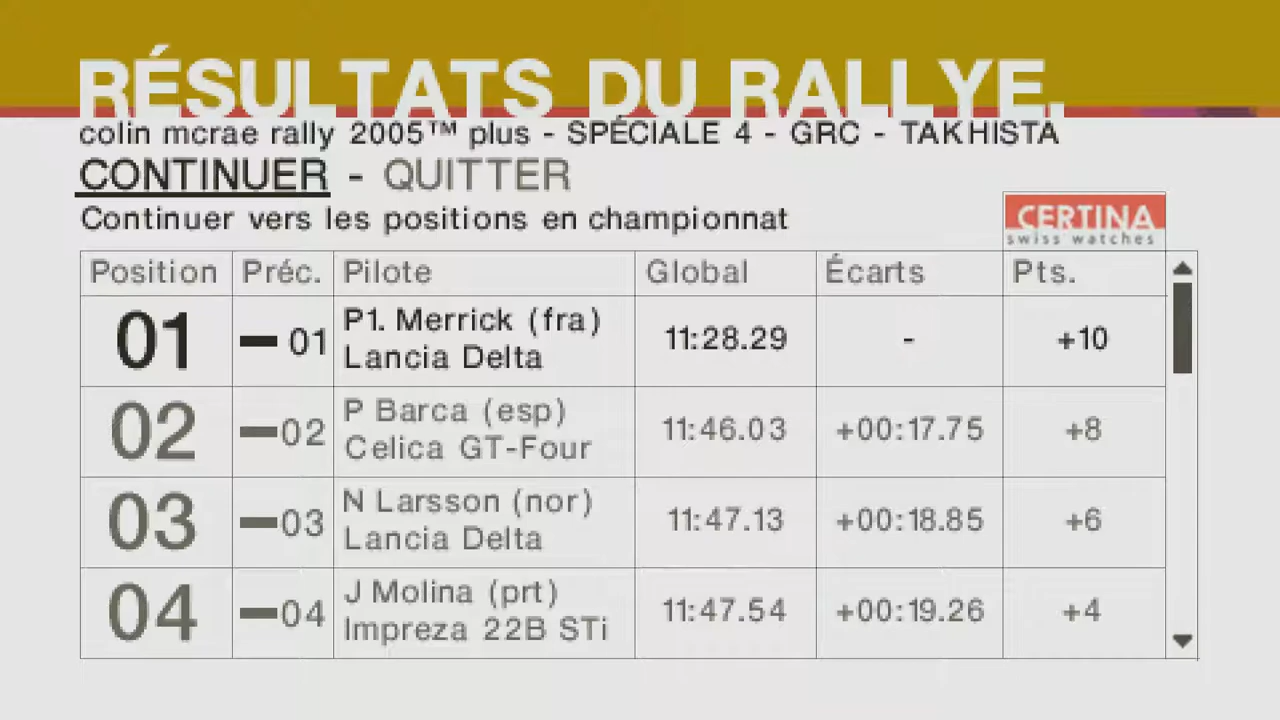 RÉSULTATS DU RALLYE.
colin mcrae rally 2005™ plus - SPÉCIALE 4 - GRC - TAKHISTA
CONTINUER - QUITTER
Continuer vers les positions en championnat
CERTINA
swiss watches
Position Préc. Pilote Global Écarts Pts.
01 01 P1. Merrick (fra) 11:28.29 - +10
Lancia Delta
02 02 P Barca (esp) 11:46.03 +00:17.75 +8
Celica GT-Four
03 03 N Larsson (nor) 11:47.13 +00:18.85 +6
Lancia Delta
04 04 J Molina (prt) 11:47.54 +00:19.26 +4
Impreza 22B STi